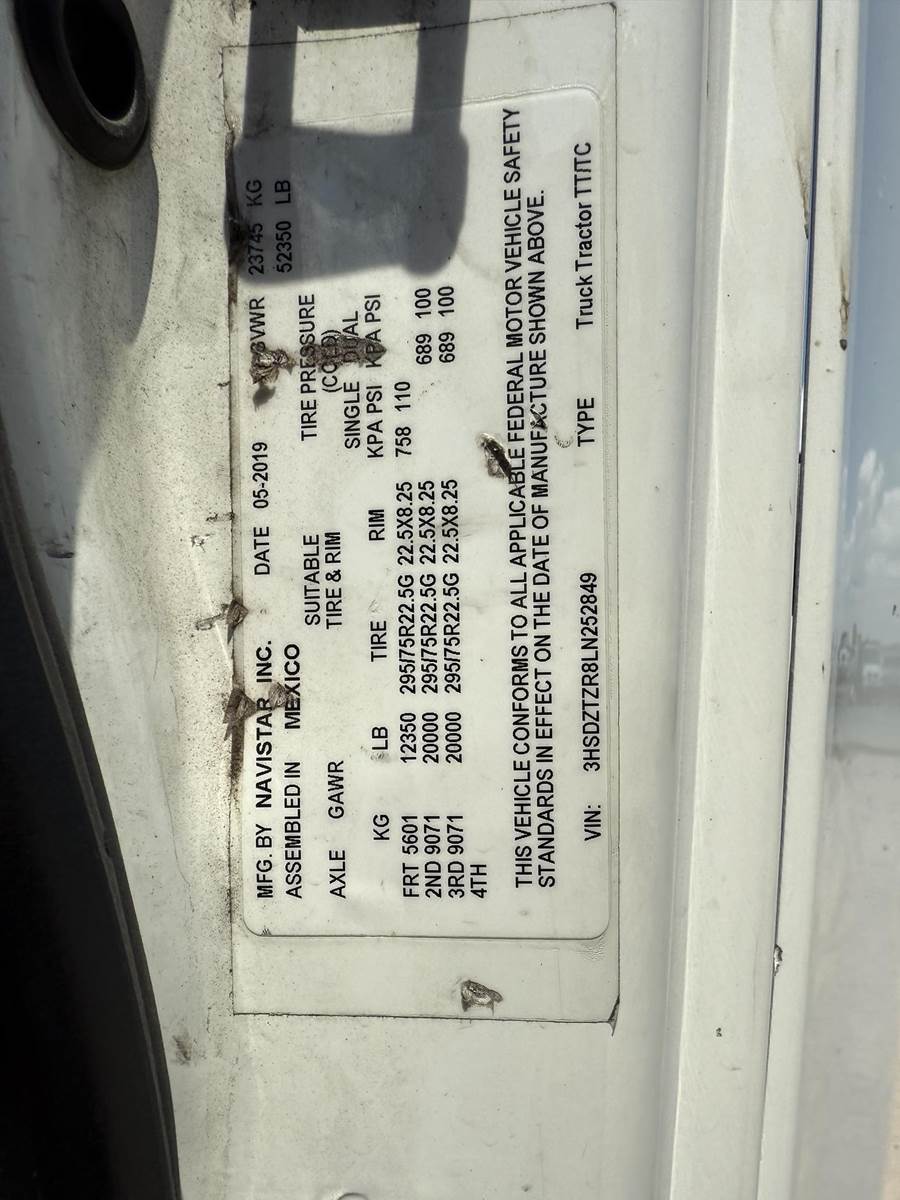 MFG. BY NAVISTAR, INC. DATE 05-2019 GVWR 23745 KG
ASSEMBLED IN MEXICO 52350 LB
SUITABLE TIRE PRESSURE
AXLE GAWR TIRE & RIM (COLD)
SINGLE DUAL
KG LB TIRE RIM KPA PSI KPA PSI
FRT 5601 12350 295/75R22.5G 22.5X8.25 758 110
2ND 9071 20000 295/75R22.5G 22.5X8.25 689 100
3RD 9071 20000 295/75R22.5G 22.5X8.25 689 100
4TH
THIS VEHICLE CONFORMS TO ALL APPLICABLE FEDERAL MOTOR VEHICLE SAFETY
STANDARDS IN EFFECT ON THE DATE OF MANUFACTURE SHOWN ABOVE.
VIN: 3HSDZTZR8LN252849 TYPE Truck Tractor TT/TC